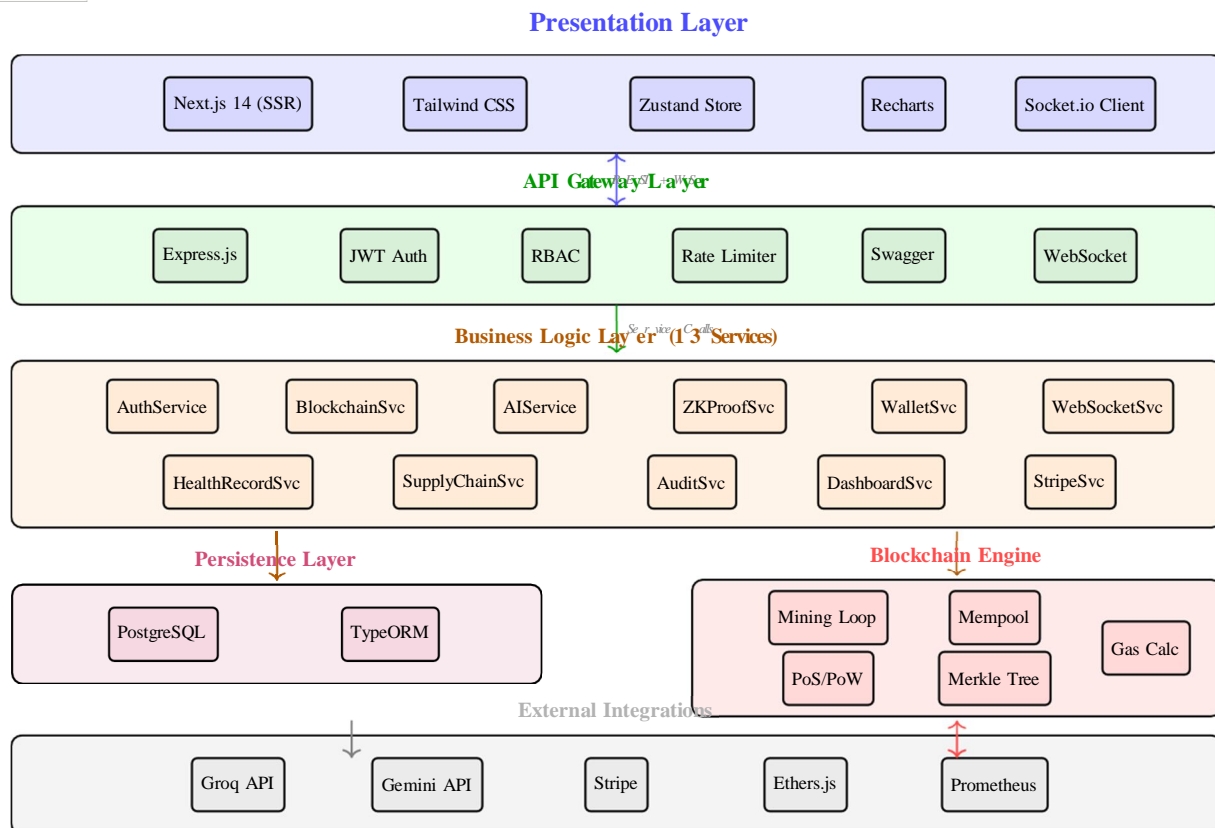 Presentation Layer
Next.js 14 (SSR)
Tailwind CSS
Zustand Store
Recharts
Socket.io Client
API Gateway Layer
Express.js
JWT Auth
RBAC
Rate Limiter
Swagger
WebSocket
Service Calls
Business Logic Layer (13 Services)
AuthService
BlockchainSvc
AIService
ZKProofSvc
WalletSvc
WebSocketSvc
HealthRecordSvc
SupplyChainSvc
AuditSvc
DashboardSvc
StripeSvc
Persistence Layer
Blockchain Engine
PostgreSQL
TypeORM
Mining Loop
Mempool
Gas Calc
PoS/PoW
Merkle Tree
External Integrations
Groq API
Gemini API
Stripe
Ethers.js
Prometheus